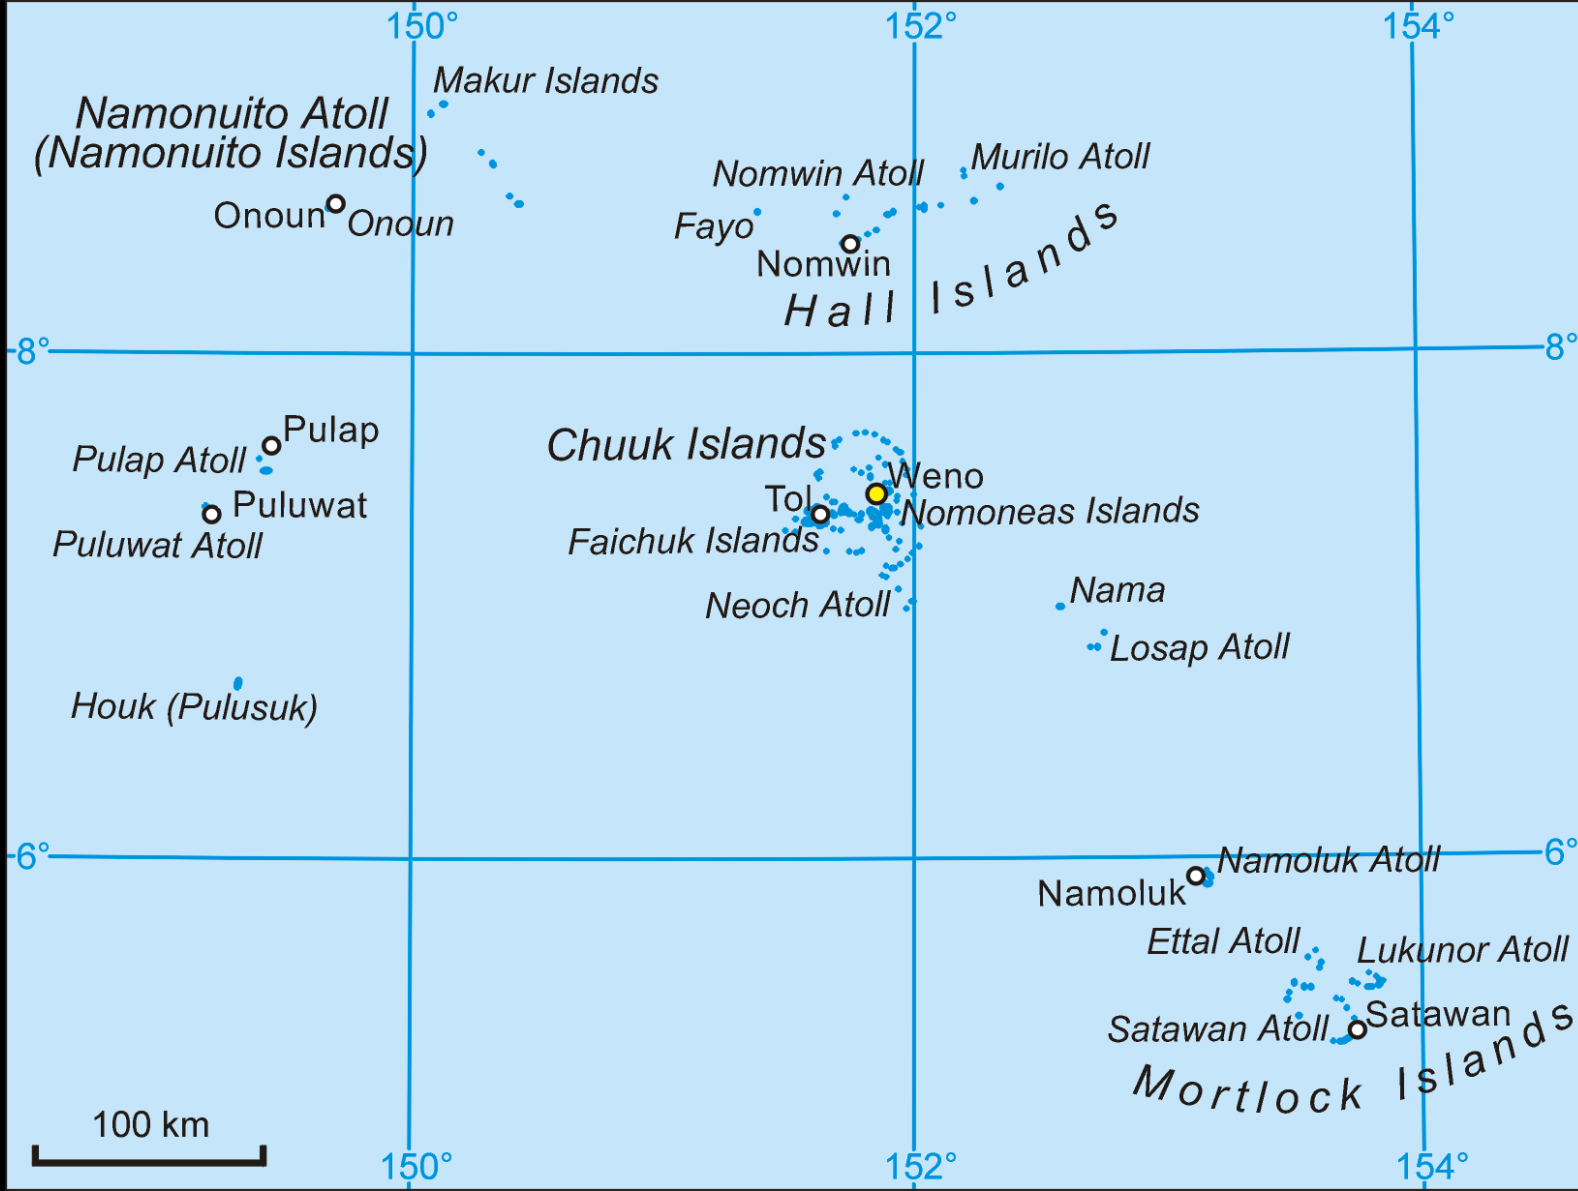 150°
152°
154°
Makur Islands
Namonuito Atoll
(Namonuito Islands)
Onoun
Onoun
Nomwin Atoll
Murilo Atoll
Fayo
Nomwin
Hall Islands
8°
8°
Pulap
Pulap Atoll
Puluwat
Puluwat Atoll
Chuuk Islands
Weno
Tol
Nomoneas Islands
Faichuk Islands
Neoch Atoll
Nama
Losap Atoll
Houk (Pulusuk)
6°
6°
Namoluk Atoll
Namoluk
Ettal Atoll
Lukunor Atoll
Satawan Atoll
Satawan
Mortlock Islands
100 km
150°
152°
154°